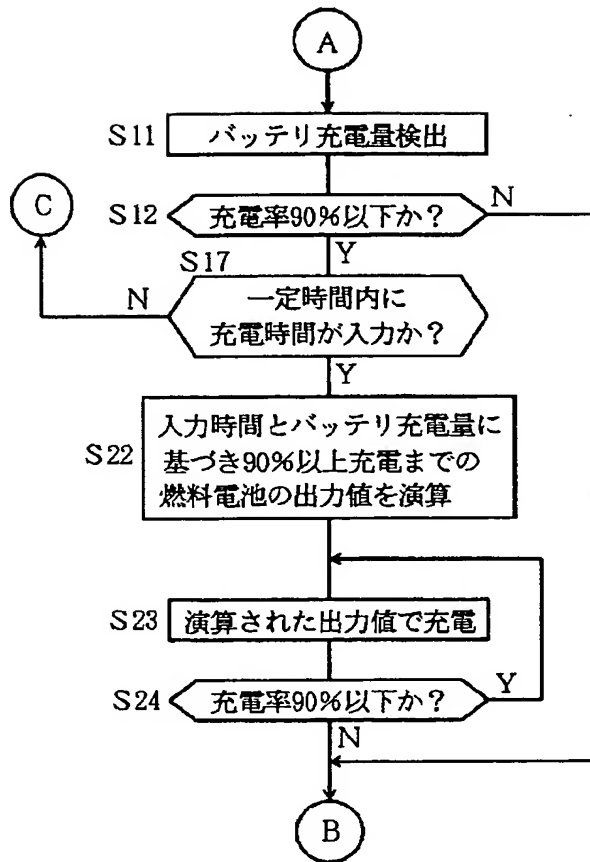 A
S11 バッテリ充電量検出
C
S12 充電率90%以下か? N
Y
S17
N 一定時間内に
充電時間が入力か?
Y
入力時間とバッテリ充電量に
S22 基づき90%以上充電までの
燃料電池の出力値を演算
S23 演算された出力値で充電
S24 充電率90%以下か? Y
N
B